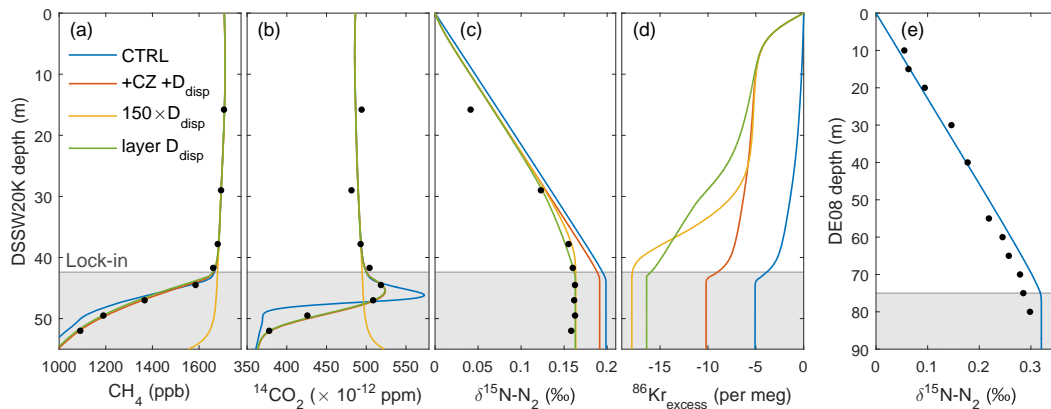 (a)
(b)
(c)
(d)
(e)
CTRL
+CZ +D_disp
150×D_disp
layer D_disp
Lock-in
DSSW20K depth (m)
0
10
20
30
40
50
1000 1200 1400 1600 1800
CH₄ (ppb)
350 400 450 500 550
¹⁴CO₂ (× 10⁻¹² ppm)
0 0.05 0.1 0.15 0.2
δ¹⁵N-N₂ (‰)
-15 -10 -5 0
⁸⁶Kr_excess (per meg)
DE08 depth (m)
0
10
20
30
40
50
60
70
80
90
0 0.1 0.2 0.3
δ¹⁵N-N₂ (‰)